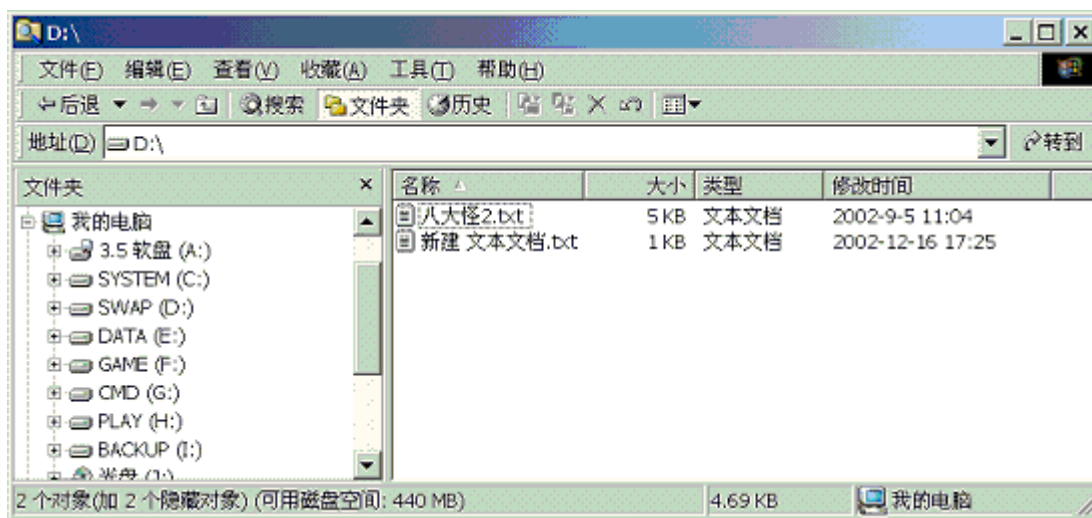 D:\
文件(F) 编辑(E) 查看(V) 收藏(A) 工具(T) 帮助(H)
后退 搜索 文件夹 历史
地址(D) D:\ 转到
文件夹 × 名称 大小 类型 修改时间
我的电脑 八大怪2.txt 5 KB 文本文档 2002-9-5 11:04
3.5 软盘 (A:) 新建 文本文档.txt 1 KB 文本文档 2002-12-16 17:25
SYSTEM (C:)
SWAP (D:)
DATA (E:)
GAME (F:)
CMD (G:)
PLAY (H:)
BACKUP (I:)
光盘 (J:)
2 个对象(加 2 个隐藏对象) (可用磁盘空间: 440 MB) 4.69 KB 我的电脑